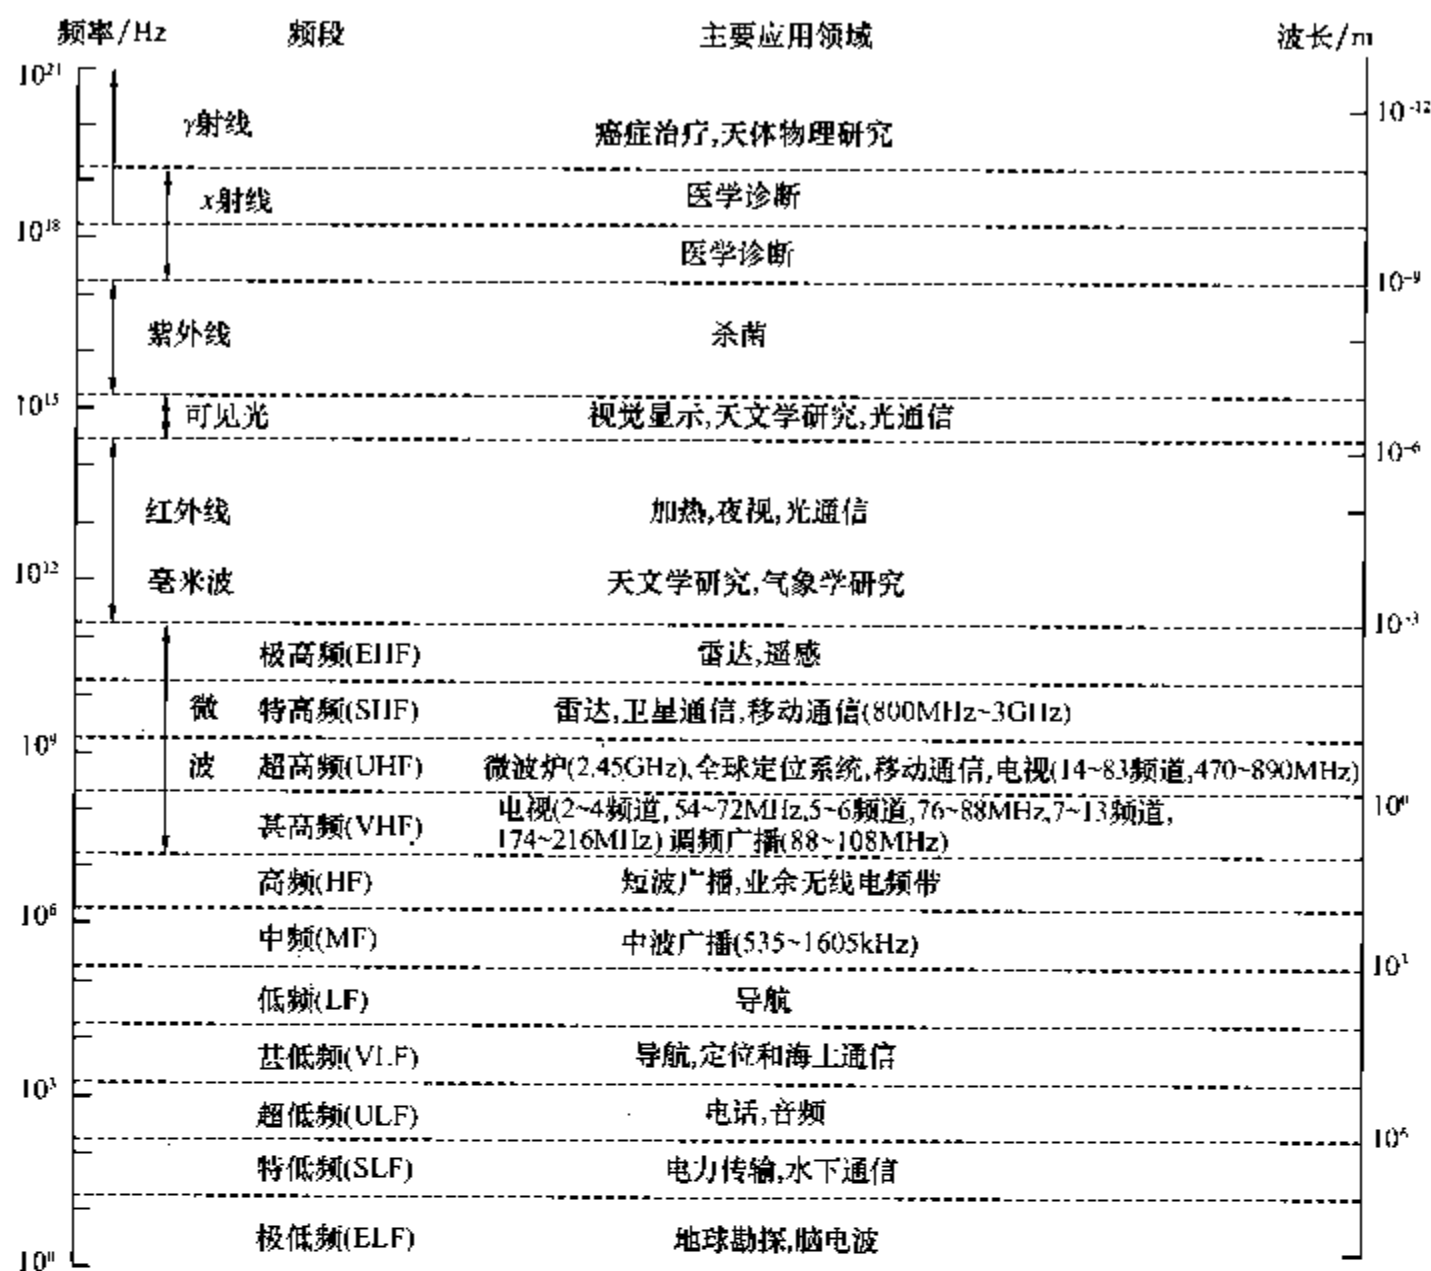 频率/Hz 频段 主要应用领域 波长/m
10²¹
γ射线 癌症治疗,天体物理研究 10⁻¹²
x射线 医学诊断
10¹⁸
医学诊断
10⁻⁹
紫外线 杀菌
10¹⁵ 可见光 视觉显示,天文学研究,光通信
10⁻⁶
红外线 加热,夜视,光通信
10¹² 毫米波 天文学研究,气象学研究
10⁻³
极高频(EHF) 雷达,遥感
微 特高频(SHF) 雷达,卫星通信,移动通信(800MHz~3GHz)
10⁹
波 超高频(UHF) 微波炉(2.45GHz),全球定位系统,移动通信,电视(14~83频道,470~890MHz)
10⁰
甚高频(VHF) 电视(2~4频道,54~72MHz,5~6频道,76~88MHz,7~13频道,
174~216MHz) 调频广播(88~108MHz)
高频(HF) 短波广播,业余无线电频带
10⁶
中频(MF) 中波广播(535~1605kHz)
低频(LF) 导航
甚低频(VLF) 导航,定位和海上通信
10³
超低频(ULF) 电话,音频
特低频(SLF) 电力传输,水下通信
极低频(ELF) 地球勘探,脑电波
10⁰